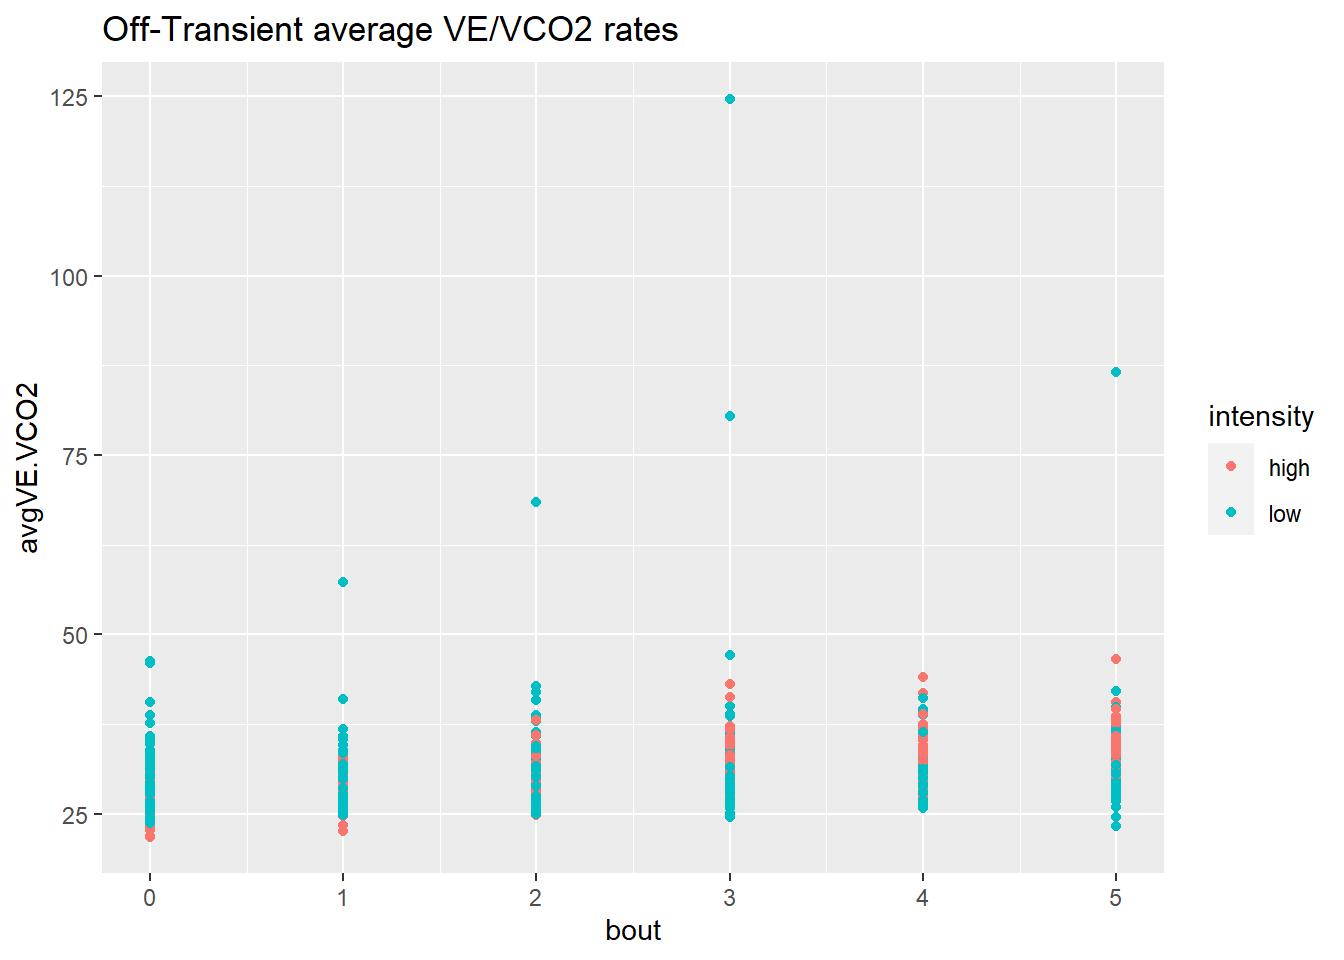 Off-Transient average VE/VCO2 rates
125
100
75
50
25
avgVE.VCO2
0 1 2 3 4 5
bout
intensity
high
low